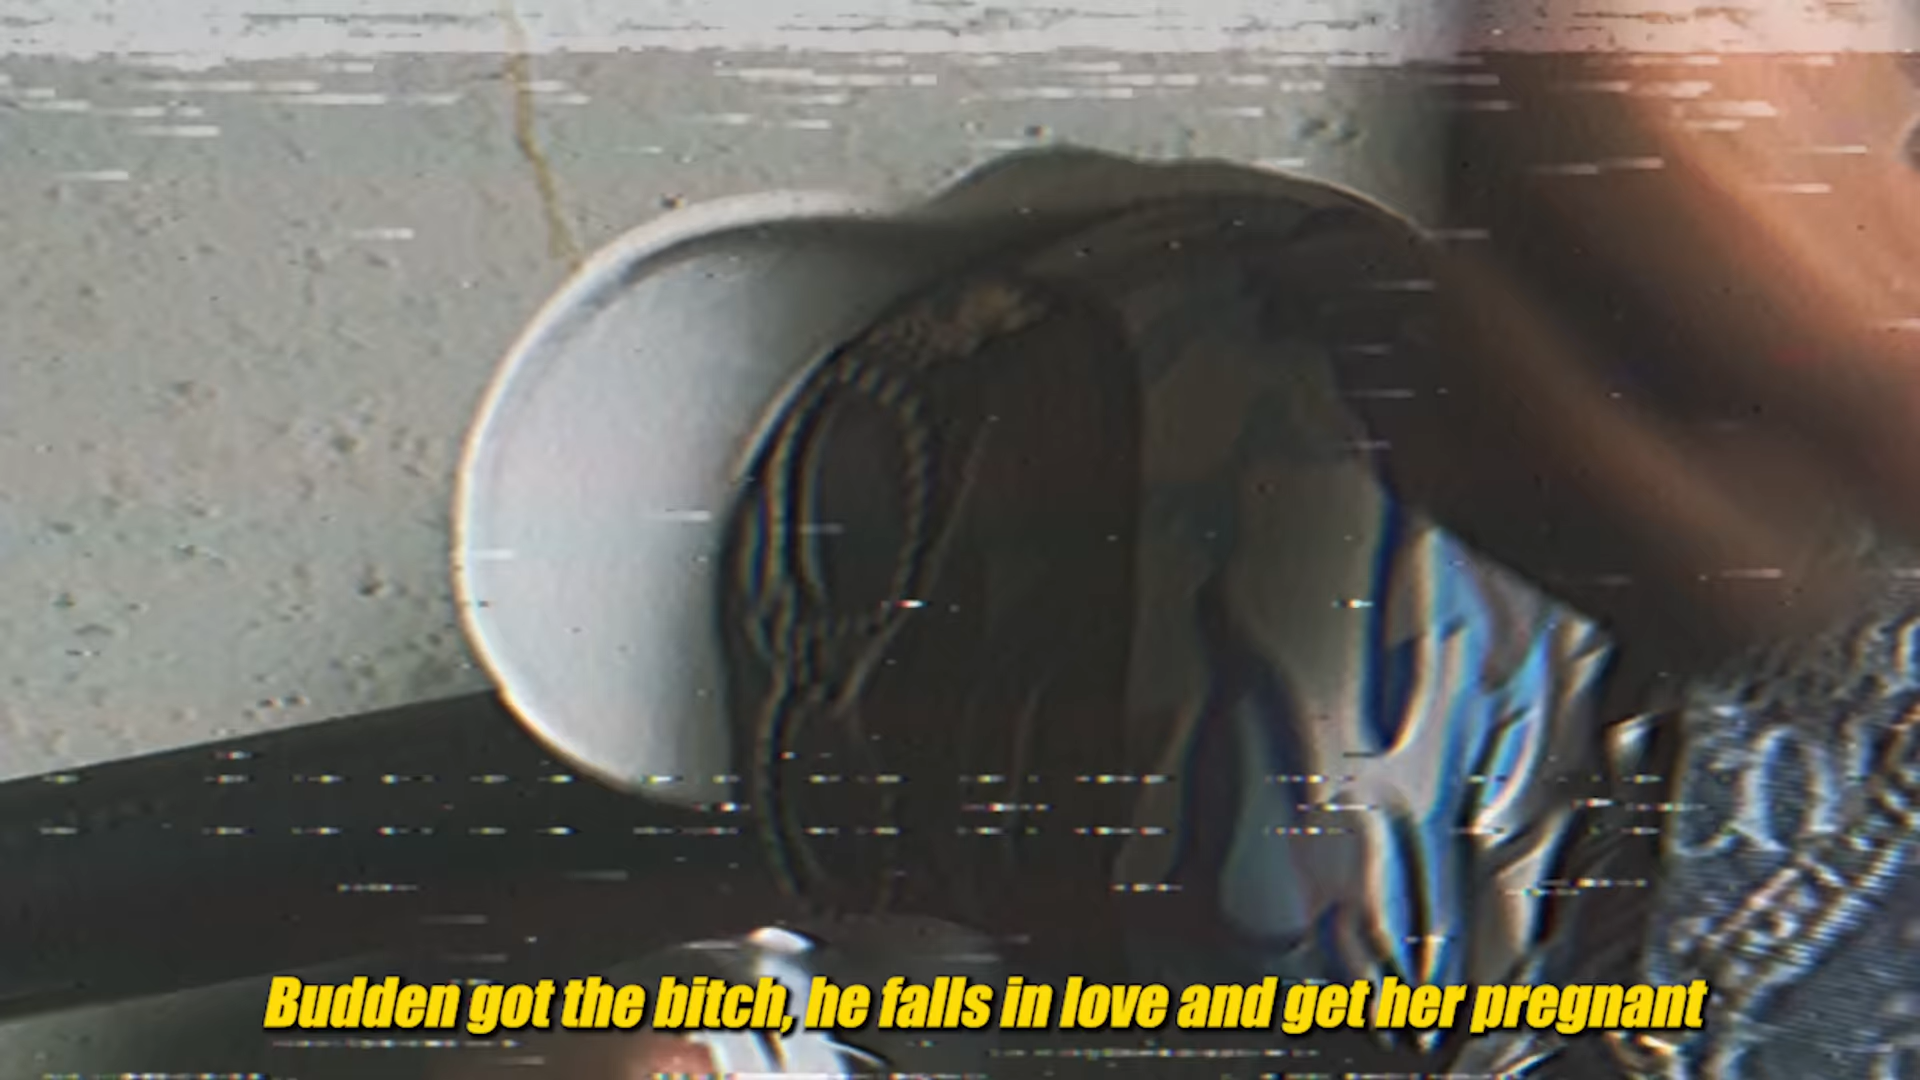 Budden got the bitch, he falls in love and get her pregnant